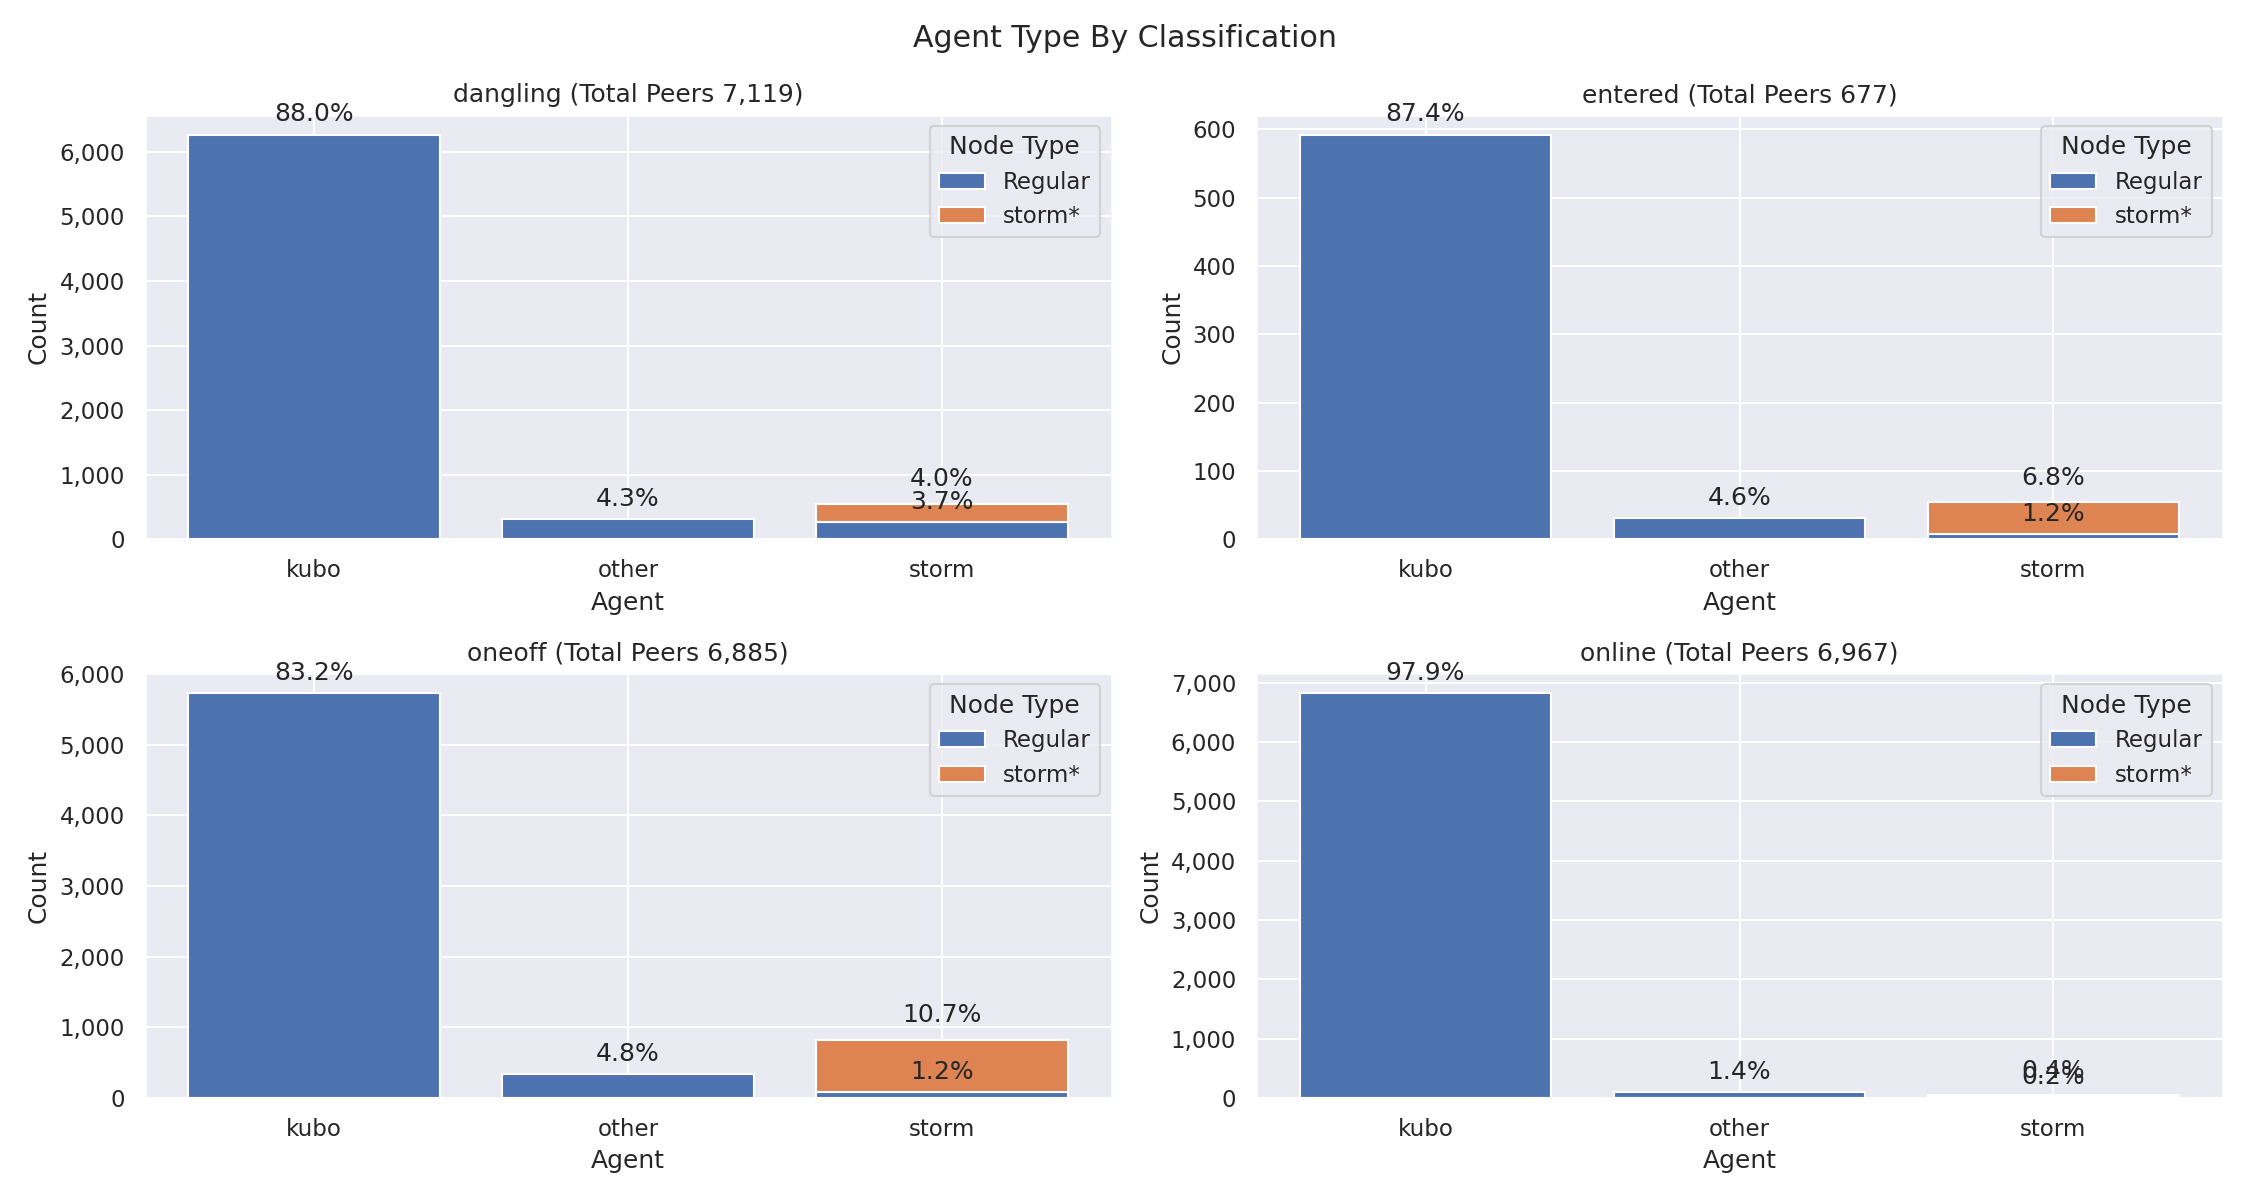 Agent Type By Classification
dangling (Total Peers 7,119)
88.0%
6,000
5,000
4,000
3,000
2,000
1,000
0
Count
4.3%
4.0%
3.7%
kubo
other
storm
Agent
Node Type
Regular
storm*
entered (Total Peers 677)
87.4%
600
500
400
300
200
100
0
Count
4.6%
6.8%
1.2%
kubo
other
storm
Agent
Node Type
Regular
storm*
oneoff (Total Peers 6,885)
83.2%
6,000
5,000
4,000
3,000
2,000
1,000
0
Count
4.8%
10.7%
1.2%
kubo
other
storm
Agent
Node Type
Regular
storm*
online (Total Peers 6,967)
97.9%
7,000
6,000
5,000
4,000
3,000
2,000
1,000
0
Count
1.4%
0.4%
0.2%
kubo
other
storm
Agent
Node Type
Regular
storm*